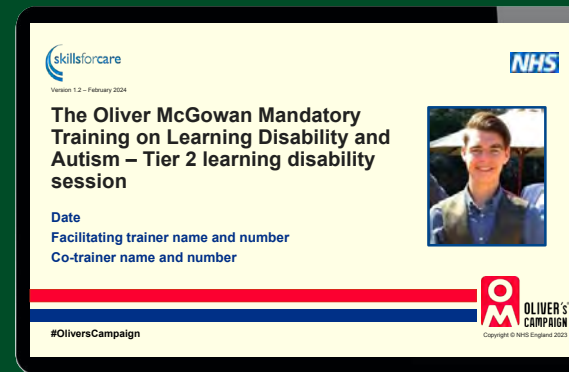 skillsforcare
NHS
Version 1.2 – February 2024
The Oliver McGowan Mandatory
Training on Learning Disability and
Autism – Tier 2 learning disability
session
Date
Facilitating trainer name and number
Co-trainer name and number
OM
OLIVER's
CAMPAIGN
#OliversCampaign
Copyright © NHS England 2023